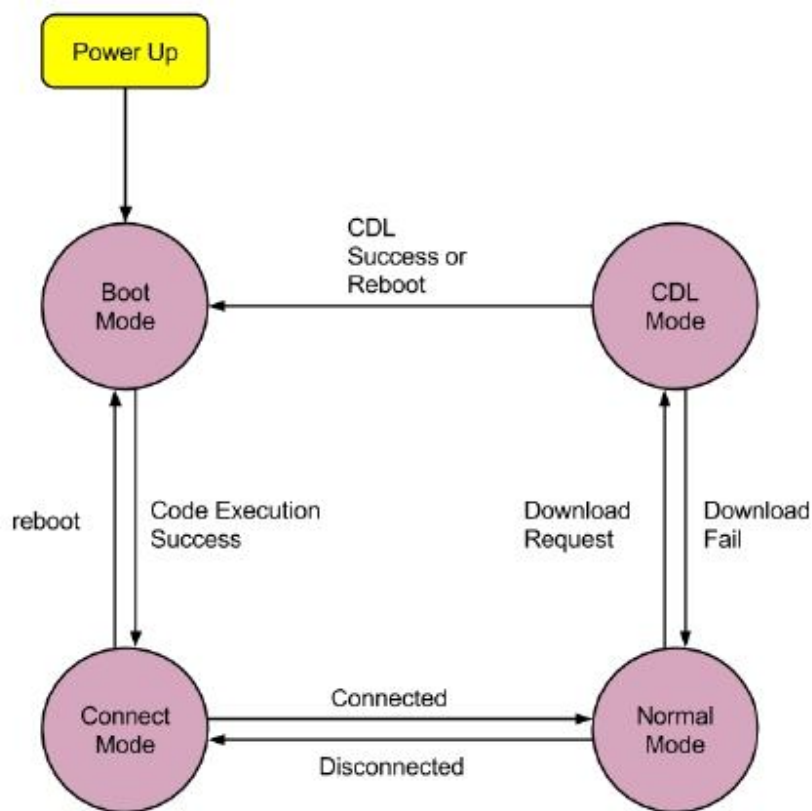 Power Up
CDL
Success or
Reboot
Boot
Mode
CDL
Mode
reboot
Code Execution
Success
Download
Request
Download
Fail
Connect
Mode
Connected
Disconnected
Normal
Mode